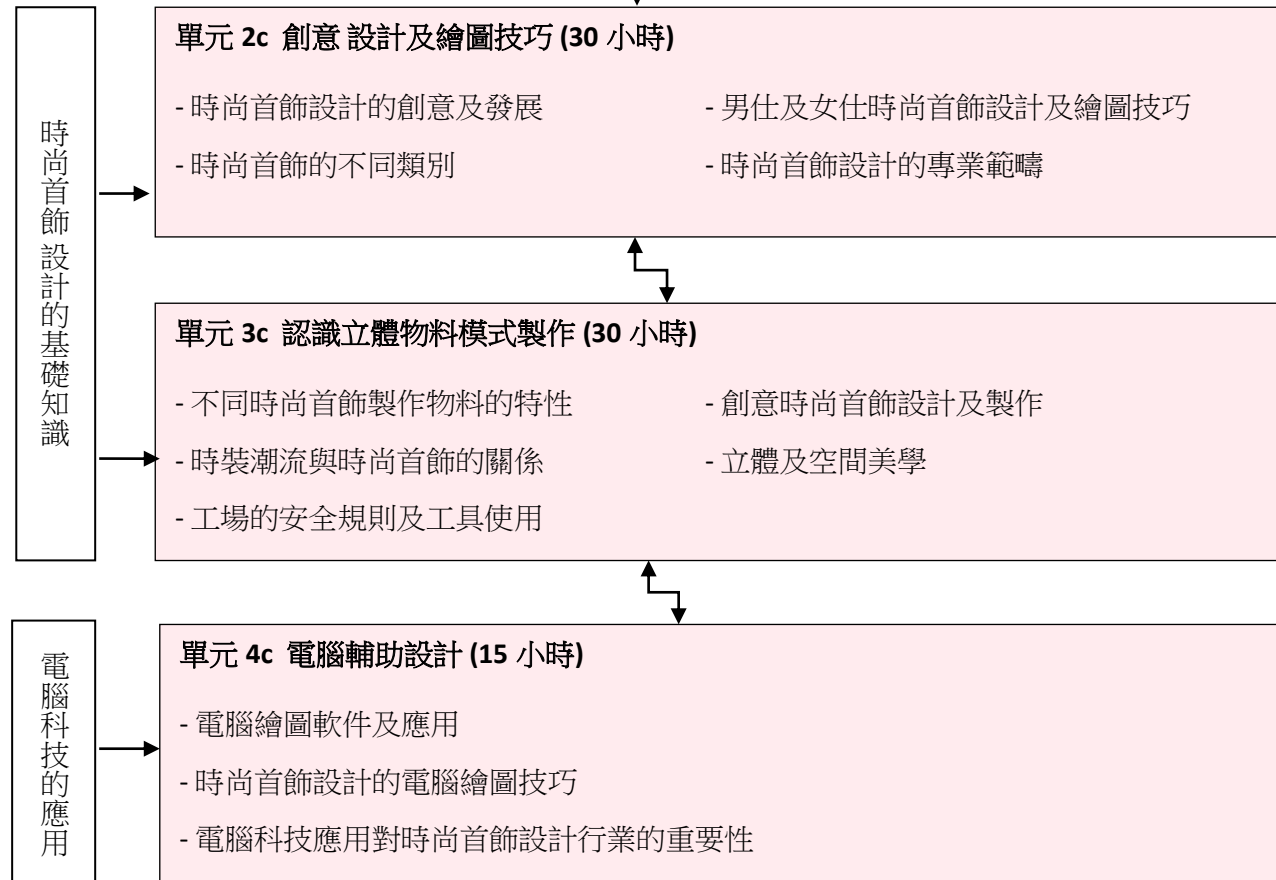 時尚首飾 設計的基礎知識
單元 2c 創意 設計及繪圖技巧 (30 小時)
- 時尚首飾設計的創意及發展
- 男仕及女仕時尚首飾設計及繪圖技巧
- 時尚首飾的不同類別
- 時尚首飾設計的專業範疇
單元 3c 認識立體物料模式製作 (30 小時)
- 不同時尚首飾製作物料的特性
- 創意時尚首飾設計及製作
- 時裝潮流與時尚首飾的關係
- 立體及空間美學
- 工場的安全規則及工具使用
電腦科技的應用
單元 4c 電腦輔助設計 (15 小時)
- 電腦繪圖軟件及應用
- 時尚首飾設計的電腦繪圖技巧
- 電腦科技應用對時尚首飾設計行業的重要性